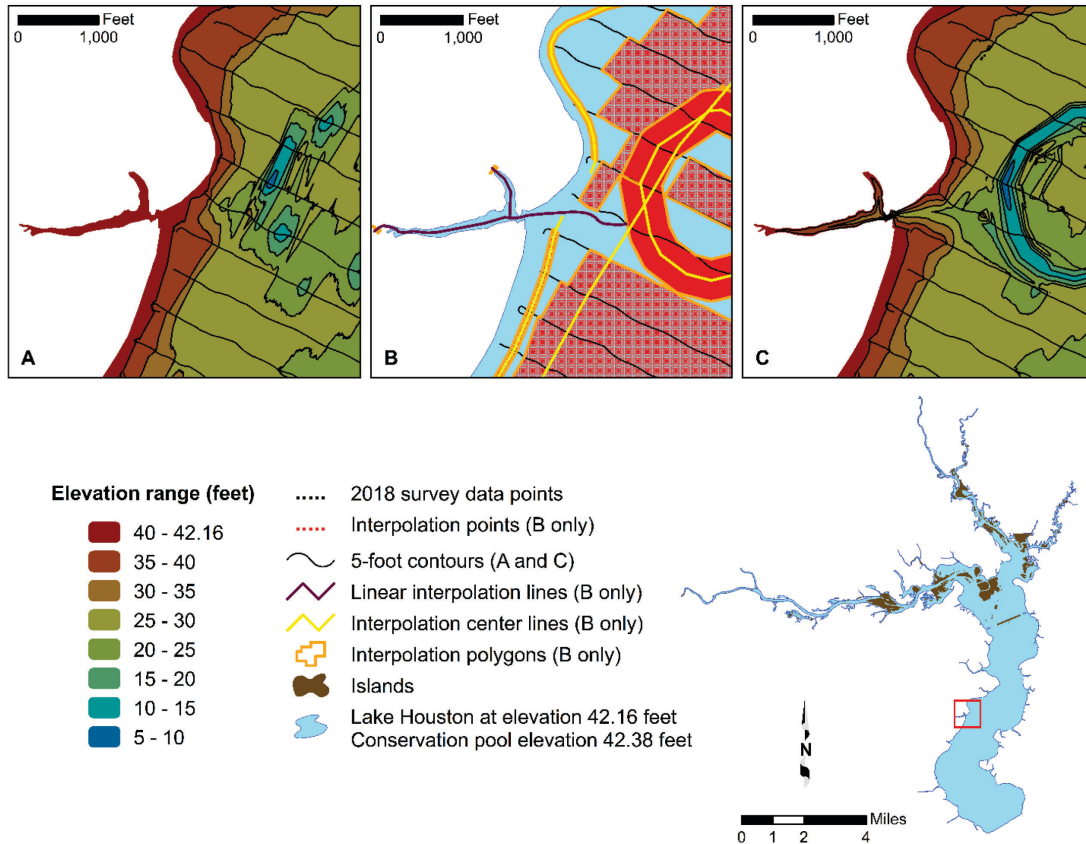 Feet
0 1,000
A
Feet
0 1,000
B
Feet
0 1,000
C
Elevation range (feet)
40 - 42.16
35 - 40
30 - 35
25 - 30
20 - 25
15 - 20
10 - 15
5 - 10
2018 survey data points
Interpolation points (B only)
5-foot contours (A and C)
Linear interpolation lines (B only)
Interpolation center lines (B only)
Interpolation polygons (B only)
Islands
Lake Houston at elevation 42.16 feet
Conservation pool elevation 42.38 feet
N
Miles
0 1 2 4